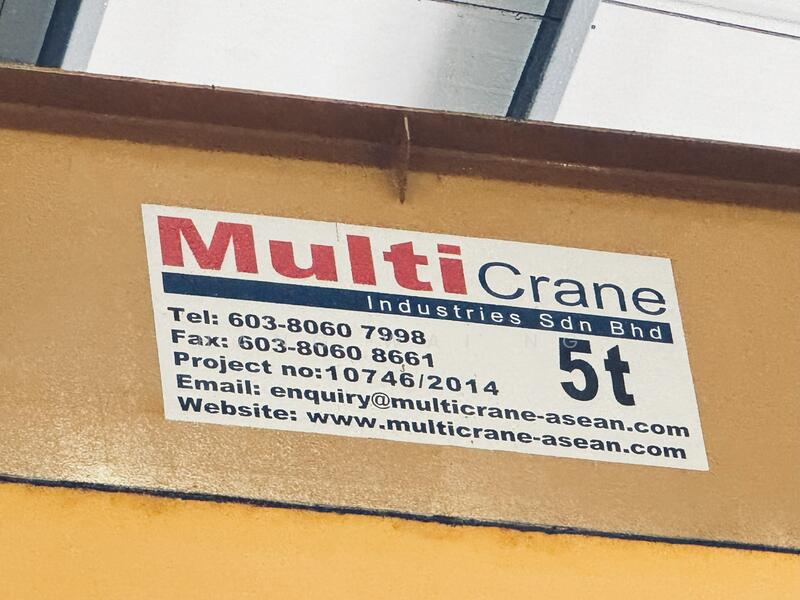 Multi Crane
Industries Sdn Bhd
Tel: 603-8060 7998
Fax: 603-8060 8661
5t
Project no:10746/2014
Email: enquiry@multicrane-asean.com
Website: www.multicrane-asean.com